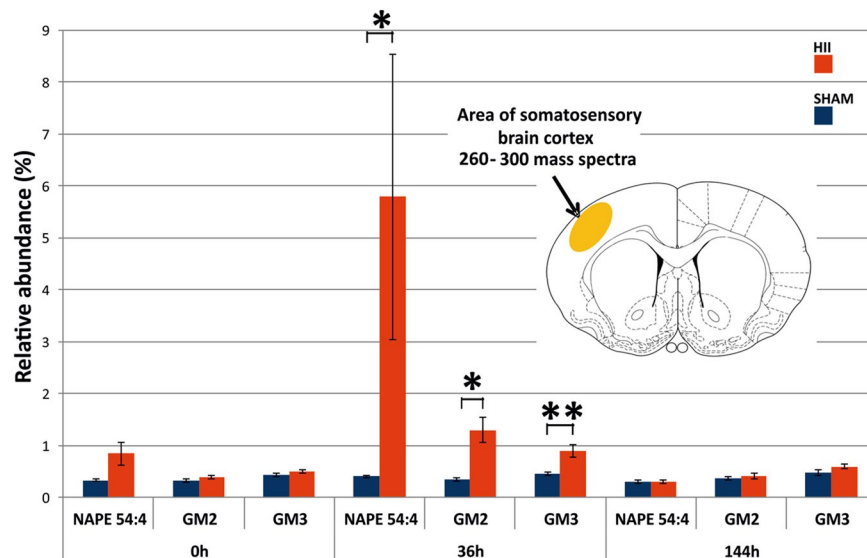 9
8
7
6
5
4
3
2
1
0
Relative abundance (%)
*
*
**
HII
SHAM
Area of somatosensory
brain cortex
260-300 mass spectra
NAPE 54:4 GM2 GM3 NAPE 54:4 GM2 GM3 NAPE 54:4 GM2 GM3
0h 36h 144h